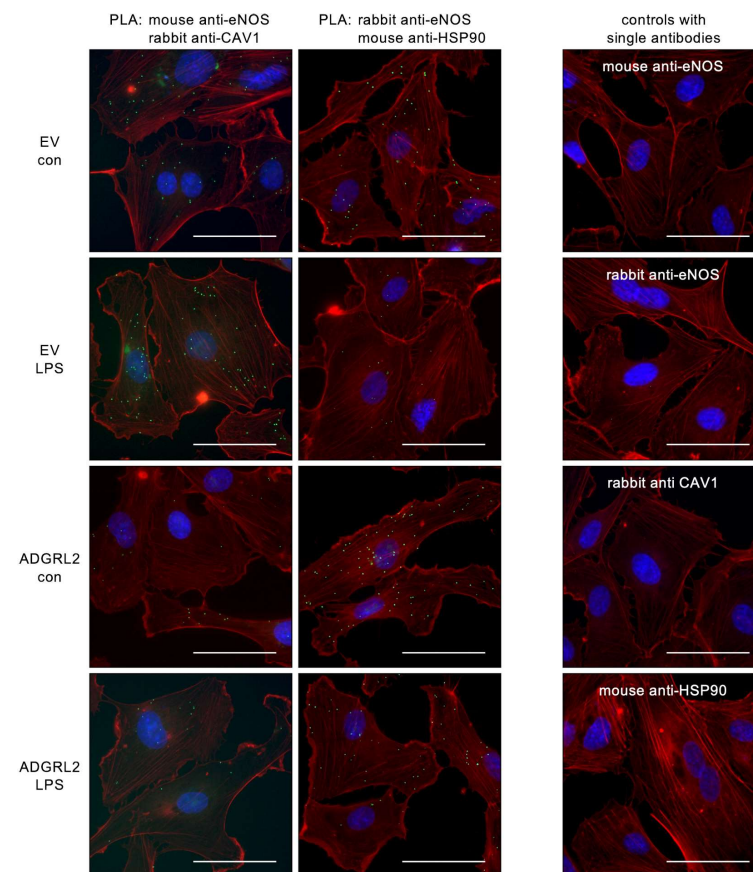 PLA: mouse anti-eNOS
rabbit anti-CAV1
PLA: rabbit anti-eNOS
mouse anti-HSP90
controls with
single antibodies
EV
con
mouse anti-eNOS
EV
LPS
rabbit anti-eNOS
ADGRL2
con
rabbit anti CAV1
ADGRL2
LPS
mouse anti-HSP90